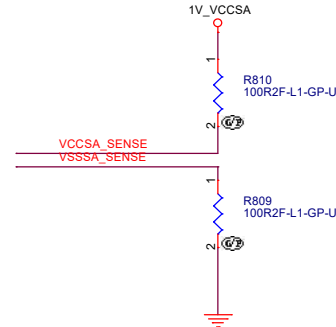 1V_VCCSA
1
R810
100R2F-L1-GP-U
2
G/P
VCCSA_SENSE
VSSSA_SENSE
1
R809
100R2F-L1-GP-U
2
G/P